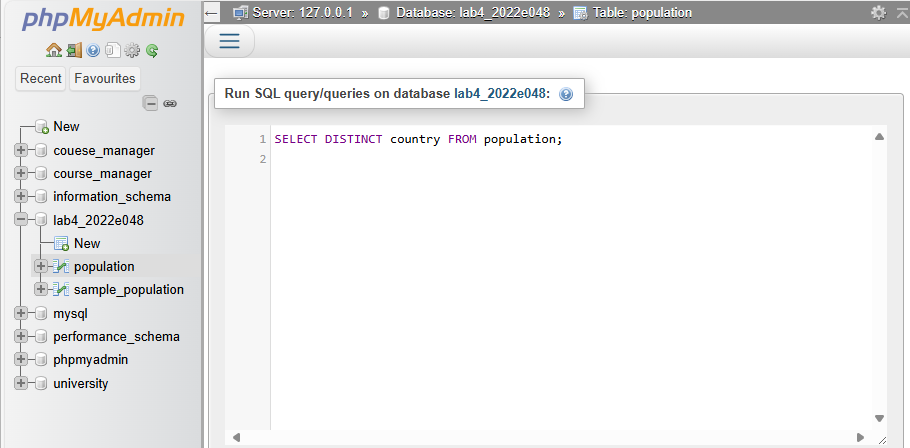 phpMyAdmin
Recent Favourites
New
couese_manager
course_manager
information_schema
lab4_2022e048
New
population
sample_population
mysql
performance_schema
phpmyadmin
university
Server: 127.0.0.1 » Database: lab4_2022e048 » Table: population
Run SQL query/queries on database lab4_2022e048:
1 SELECT DISTINCT country FROM population;
2